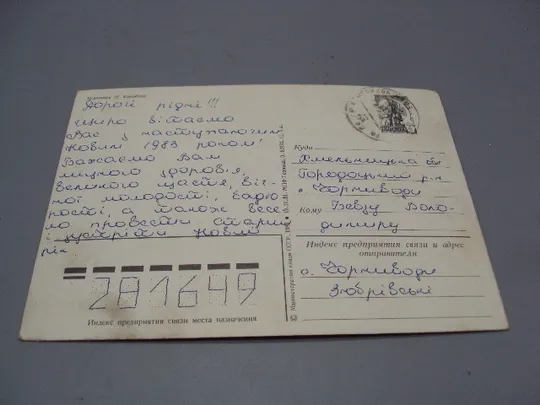 Дорогі рідні!!!
щиро вітаємо
Вас з наступаючим
Новим 1983 роком!
Бажаємо Вам
міцного здоров'я,
великого щастя, віч-
ної молодості, бадьо-
рості, а також весе-
ло провести старий
і зустріти Новий
рік.
Куда
Хмельницька обл.
Городоцький р-н
с. Чорниводи
Кому Бевзу Воло-
димиру
Индекс предприятия связи и адрес
отправителя
с. Чорниводи
Зюбрівські
281649
Индекс предприятия связи места назначения